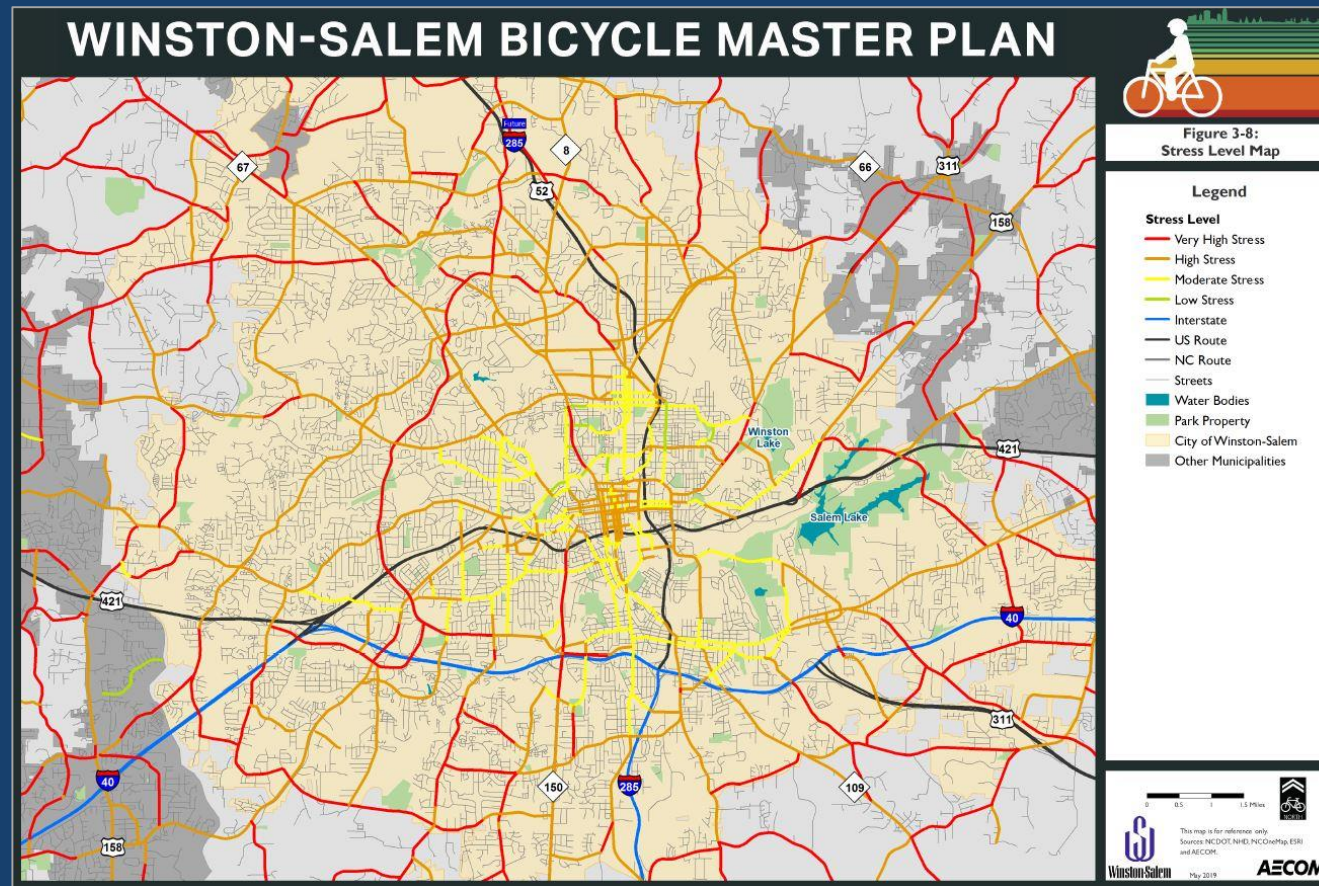 WINSTON-SALEM BICYCLE MASTER PLAN
Figure 3-8:
Stress Level Map
Legend
Stress Level
Very High Stress
High Stress
Moderate Stress
Low Stress
Interstate
US Route
NC Route
Streets
Water Bodies
Park Property
City of Winston-Salem
Other Municipalities
Future
285
8
67
52
66
311
158
Winston
Lake
421
Salem Lake
421
40
311
40
150
285
109
158
0 0.5 1 1.5 Miles
NORTH
This map is for reference only.
Sources: NCDOT, NHD, NCOneMap, ESRI
and AECOM.
Winston-Salem
May 2019
AECOM